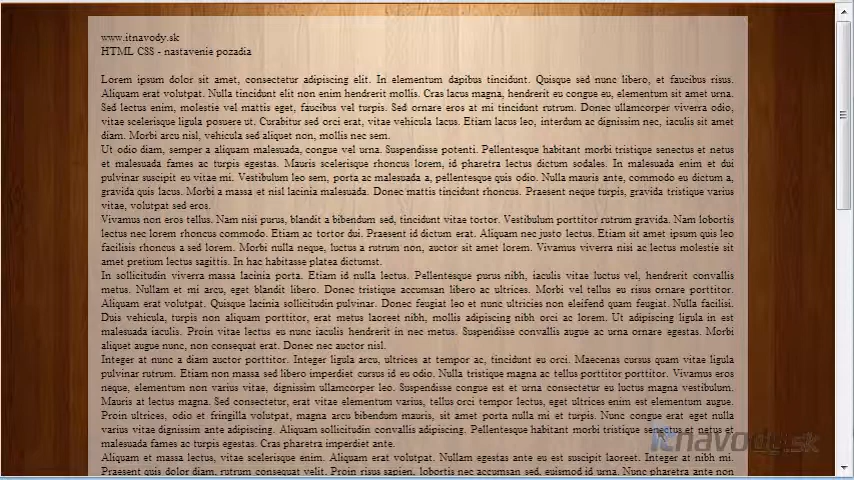 www.itnavody.sk
HTML CSS - nastavenie pozadia
Lorem ipsum dolor sit amet, consectetur adipiscing elit. In elementum dapibus tincidunt. Quisque sed nunc libero, et faucibus risus.
Aliquam erat volutpat. Nulla tincidunt elit non enim hendrerit mollis. Cras lacus magna, hendrerit eu congue eu, elementum sit amet urna.
Sed lectus enim, molestie vel mattis eget, faucibus vel turpis. Sed ornare eros at mi tincidunt rutrum. Donec ullamcorper viverra odio,
vitae scelerisque ligula posuere ut. Curabitur sed orci erat, vitae vehicula lacus. Etiam lacus leo, interdum ac dignissim nec, iaculis sit amet
diam. Morbi arcu nisl, vehicula sed aliquet non, mollis nec sem.
Ut odio diam, semper a aliquam malesuada, congue vel urna. Suspendisse potenti. Pellentesque habitant morbi tristique senectus et netus
et malesuada fames ac turpis egestas. Mauris scelerisque rhoncus lorem, id pharetra lectus dictum sodales. In malesuada enim et dui
pulvinar suscipit eu vitae mi. Vestibulum leo sem, porta ac malesuada a, pellentesque quis odio. Nulla mauris ante, commodo eu dictum a,
gravida quis lacus. Morbi a massa et nisl lacinia malesuada. Donec mattis tincidunt rhoncus. Praesent neque turpis, gravida tristique varius
vitae, volutpat sed eros.
Vivamus non eros tellus. Nam nisi purus, blandit a bibendum sed, tincidunt vitae tortor. Vestibulum porttitor rutrum gravida. Nam lobortis
lectus nec lorem rhoncus commodo. Etiam ac tortor dui. Praesent id dictum erat. Aliquam nec justo lectus. Etiam sit amet ipsum quis leo
facilisis rhoncus a sed lorem. Morbi nulla neque, luctus a rutrum non, auctor sit amet lorem. Vivamus viverra nisi ac lectus molestie sit
amet pretium lectus sagittis. In hac habitasse platea dictumst.
In sollicitudin viverra massa lacinia porta. Etiam id nulla lectus. Pellentesque purus nibh, iaculis vitae luctus vel, hendrerit convallis
metus. Nullam et mi arcu, eget blandit libero. Donec tristique accumsan libero ac ultrices. Morbi vel tellus eu risus ornare porttitor.
Aliquam erat volutpat. Quisque lacinia sollicitudin pulvinar. Donec feugiat leo et nunc ultricies non eleifend quam feugiat. Nulla facilisi.
Duis vehicula, turpis non aliquam porttitor, erat metus laoreet nibh, mollis adipiscing nibh orci ac lorem. Ut adipiscing ligula in est
malesuada iaculis. Proin vitae lectus eu nunc iaculis hendrerit in nec metus. Suspendisse convallis augue ac urna ornare egestas. Morbi
aliquet augue nunc, non consequat erat. Donec nec auctor nisl.
Integer at nunc a diam auctor porttitor. Integer ligula arcu, ultrices at tempor ac, tincidunt eu orci. Maecenas cursus quam vitae ligula
pulvinar rutrum. Etiam non massa sed libero imperdiet cursus id eu odio. Nulla tristique magna ac tellus porttitor porttitor. Vivamus eros
neque, elementum non varius vitae, dignissim ullamcorper leo. Suspendisse congue est et urna consectetur eu luctus magna vestibulum.
Mauris at lectus magna. Sed consectetur, erat vitae elementum varius, tellus orci tempor lectus, eget ultrices enim est elementum augue.
Proin ultrices, odio et fringilla volutpat, magna arcu bibendum mauris, sit amet porta nulla mi et turpis. Nunc congue erat eget nulla
varius vitae dignissim ante adipiscing. Aliquam sollicitudin convallis adipiscing. Pellentesque habitant morbi tristique senectus et netus et
malesuada fames ac turpis egestas. Cras pharetra imperdiet ante.
itnavody.sk
Aliquam et massa lectus, vitae scelerisque enim. Aliquam erat volutpat. Nullam egestas ante eu est suscipit laoreet. Integer at nibh mi.
Praesent quis dolor diam, rutrum consequat velit. Proin risus sapien, lobortis nec accumsan sed, euismod id urna. Nunc ipsum ante non